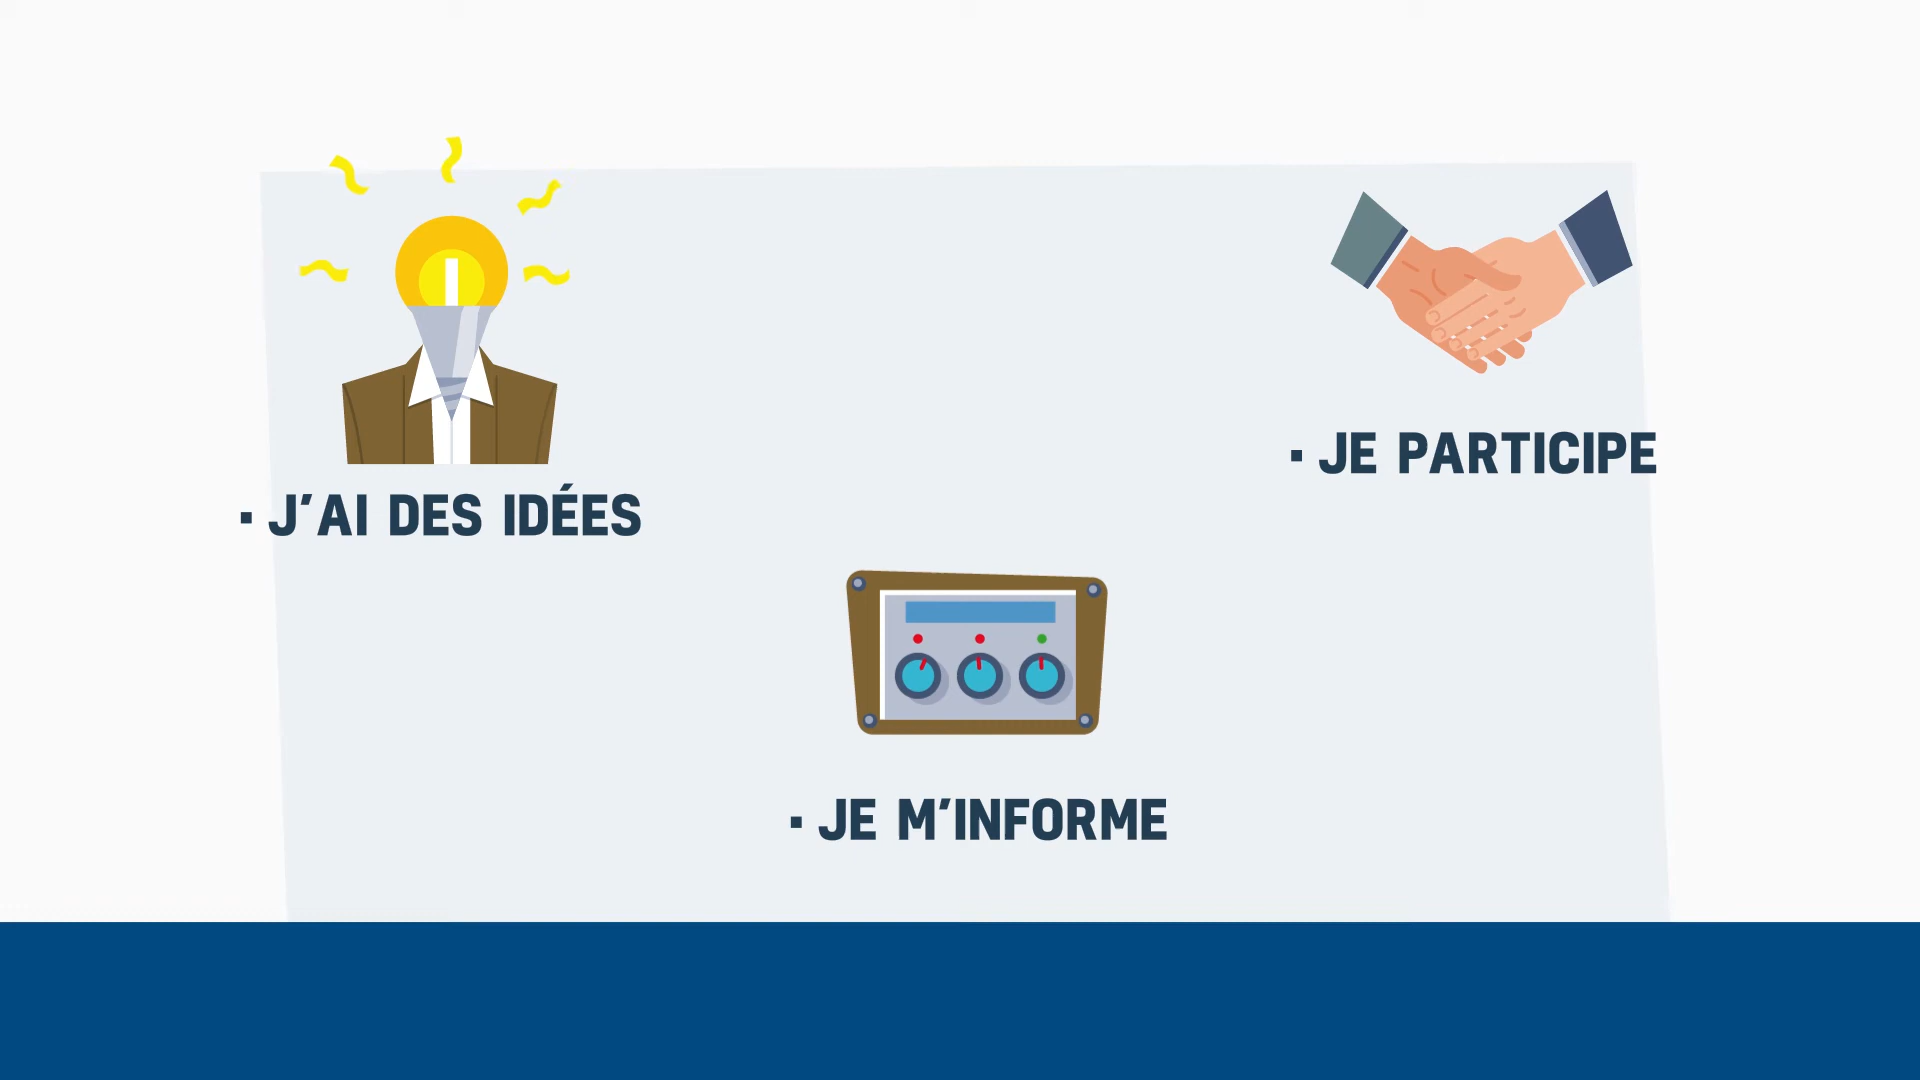 ▪ J'AI DES IDÉES
▪ JE PARTICIPE
▪ JE M'INFORME